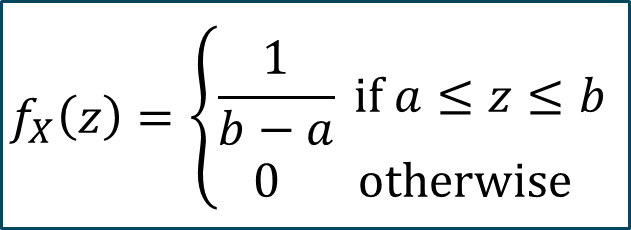 f_X(z) = { 1/(b − a) if a ≤ z ≤ b
0 otherwise